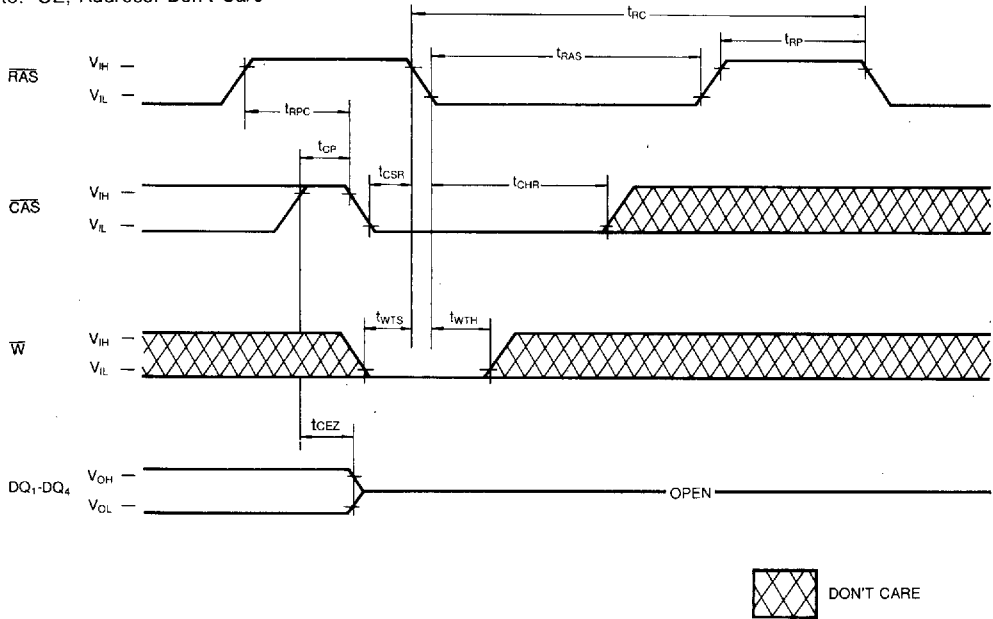 OE, Address: Don't Care
tRC
tRAS
tRP
RAS
VIH
VIL
tRPC
tCP
tCSR
tCHR
CAS
VIH
VIL
tWTS
tWTH
W
VIH
VIL
tCEZ
DQ1-DQ4
VOH
VOL
OPEN
DON'T CARE